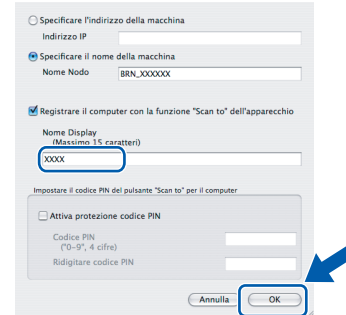 Specificare l'indirizzo della macchina
Indirizzo IP
Specificare il nome della macchina
Nome Nodo BRN_XXXXXX
Registrare il computer con la funzione "Scan to" dell'apparecchio
Nome Display
(Massimo 15 caratteri)
XXXX
Impostare il codice PIN del pulsante "Scan to" per il computer
Attiva protezione codice PIN
Codice PIN
("0-9", 4 cifre)
Ridigitare codice PIN
Annulla OK